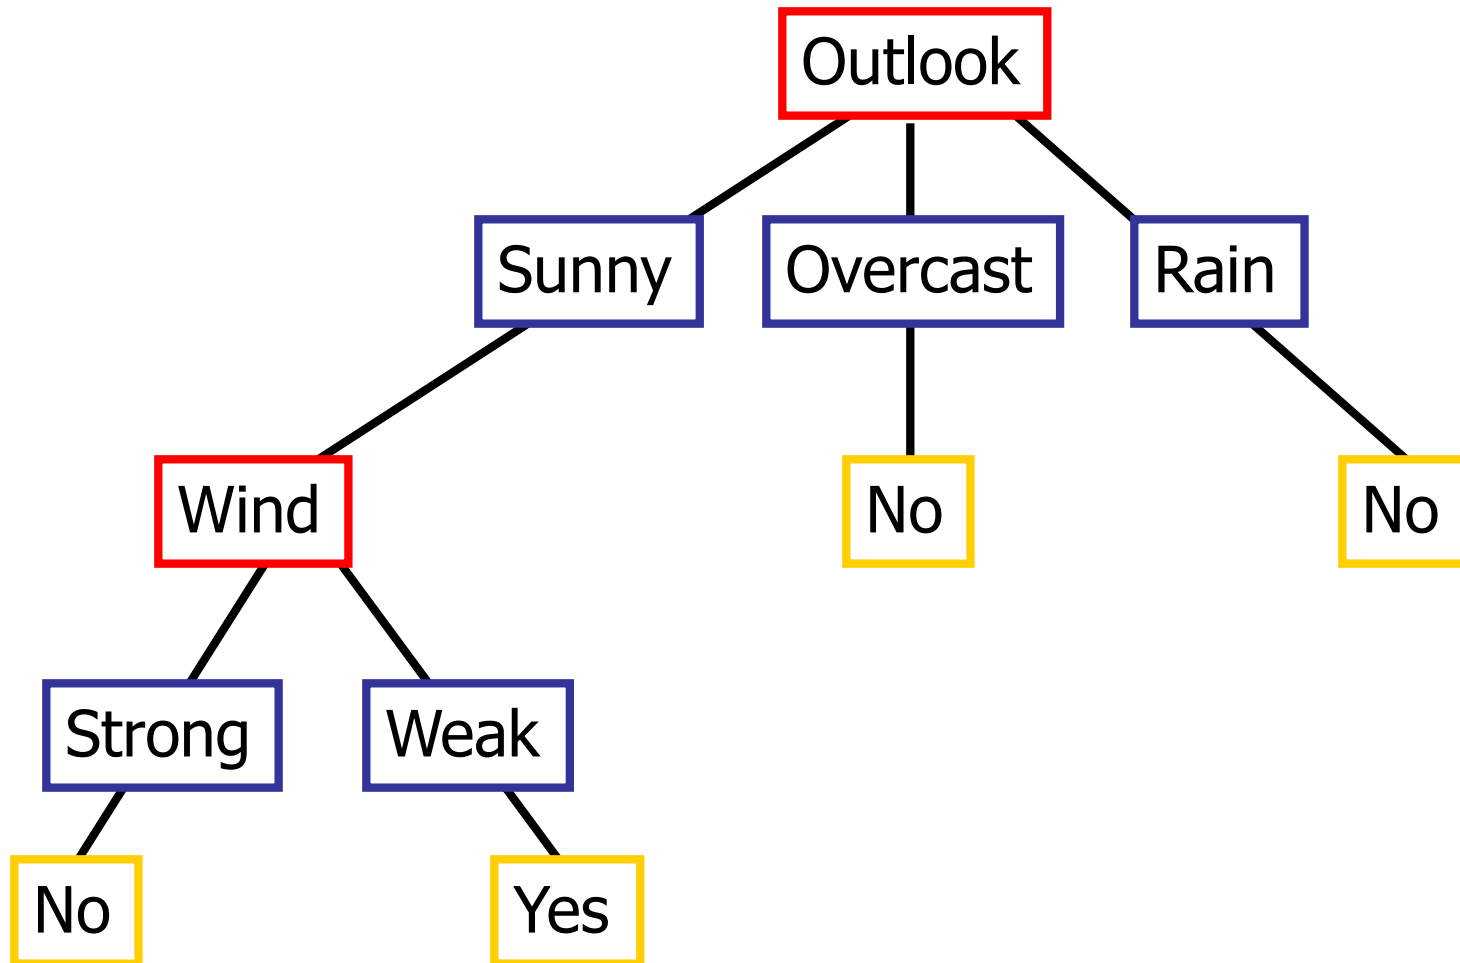 Outlook
Sunny
Overcast
Rain
Wind
No
No
Strong
Weak
No
Yes